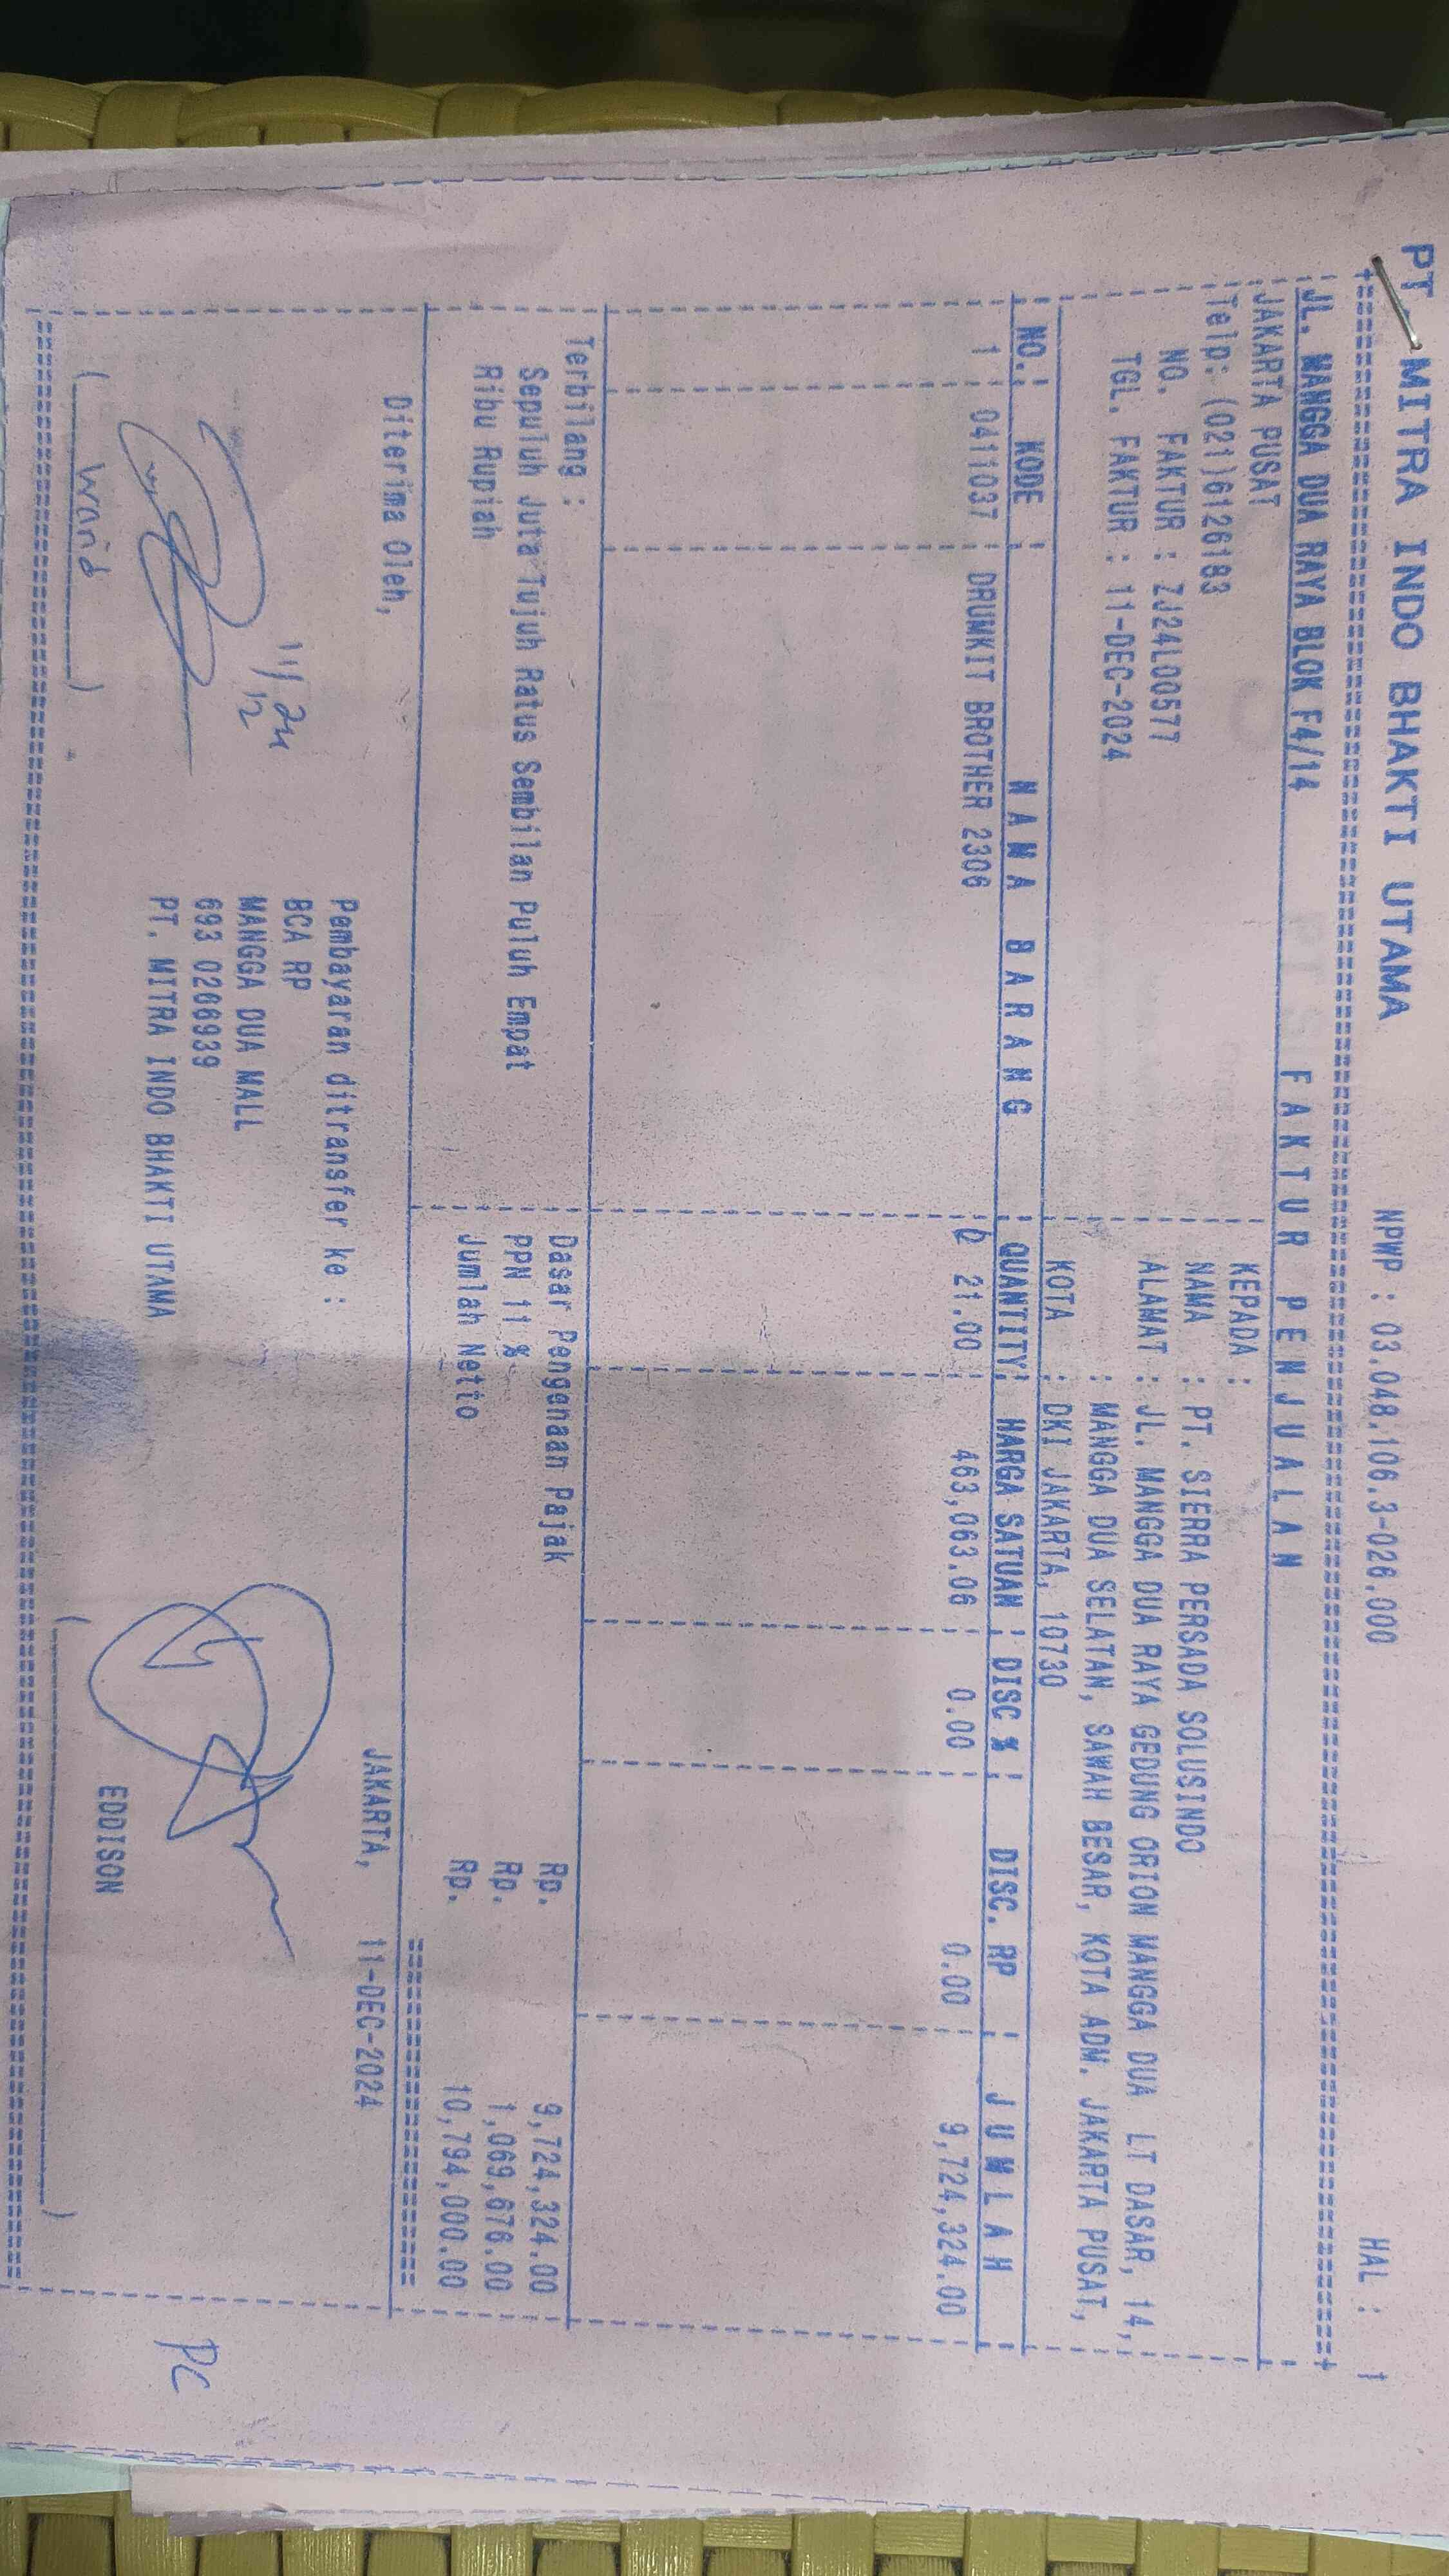 PT. MITRA INDO BHAKTI UTAMA NPWP : 03.048.106.3-026.000 HAL : 1
JL. MANGGA DUA RAYA BLOK F4/14 FAKTUR PENJUALAN
JAKARTA PUSAT KEPADA :
Telp: (021)6126183 NAMA : PT. SIERRA PERSADA SOLUSINDO
NO. FAKTUR : ZJ24L00577 ALAMAT : JL. MANGGA DUA RAYA GEDUNG ORION MANGGA DUA LT DASAR, 14,
TGL. FAKTUR : 11-DEC-2024 : MANGGA DUA SELATAN, SAWAH BESAR, KOTA ADM. JAKARTA PUSAT,
KOTA : DKI JAKARTA, 10730
NO. KODE NAMA BARANG QUANTITY HARGA SATUAN DISC % DISC. RP JUMLAH
1 0411037 DRUMKIT BROTHER 2306 21.00 463,063.06 0.00 0.00 9,724,324.00
Terbilang : Dasar Pengenaan Pajak Rp. 9,724,324.00
Sepuluh Juta Tujuh Ratus Sembilan Puluh Empat PPN 11 % Rp. 1,069,676.00
Ribu Rupiah Jumlah Netto Rp. 10,794,000.00
Diterima Oleh, JAKARTA, 11-DEC-2024
Pembayaran ditransfer ke :
BCA RP
MANGGA DUA MALL
693 0266939
PT. MITRA INDO BHAKTI UTAMA
11/12 24
( Warid ) EDDISON
PC